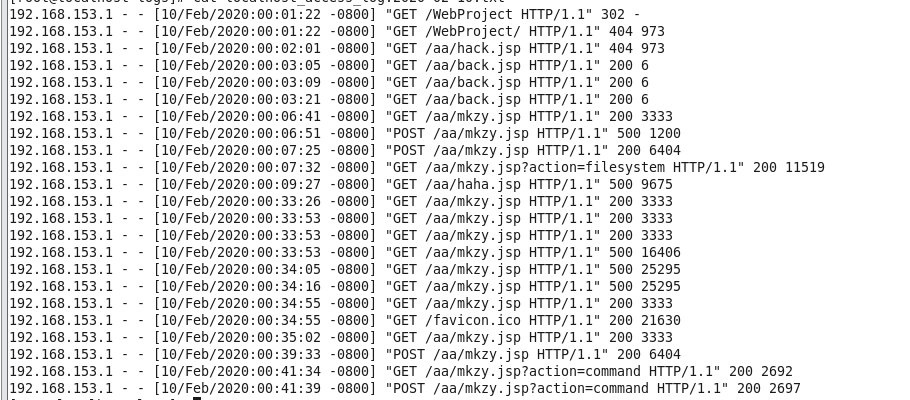 192.168.153.1 - - [10/Feb/2020:00:01:22 -0800] "GET /WebProject HTTP/1.1" 302 -
192.168.153.1 - - [10/Feb/2020:00:01:22 -0800] "GET /WebProject/ HTTP/1.1" 404 973
192.168.153.1 - - [10/Feb/2020:00:02:01 -0800] "GET /aa/hack.jsp HTTP/1.1" 404 973
192.168.153.1 - - [10/Feb/2020:00:03:05 -0800] "GET /aa/back.jsp HTTP/1.1" 200 6
192.168.153.1 - - [10/Feb/2020:00:03:09 -0800] "GET /aa/back.jsp HTTP/1.1" 200 6
192.168.153.1 - - [10/Feb/2020:00:03:21 -0800] "GET /aa/back.jsp HTTP/1.1" 200 6
192.168.153.1 - - [10/Feb/2020:00:06:41 -0800] "GET /aa/mkzy.jsp HTTP/1.1" 200 3333
192.168.153.1 - - [10/Feb/2020:00:06:51 -0800] "POST /aa/mkzy.jsp HTTP/1.1" 500 1200
192.168.153.1 - - [10/Feb/2020:00:07:25 -0800] "POST /aa/mkzy.jsp HTTP/1.1" 200 6404
192.168.153.1 - - [10/Feb/2020:00:07:32 -0800] "GET /aa/mkzy.jsp?action=filesystem HTTP/1.1" 200 11519
192.168.153.1 - - [10/Feb/2020:00:09:27 -0800] "GET /aa/haha.jsp HTTP/1.1" 500 9675
192.168.153.1 - - [10/Feb/2020:00:33:26 -0800] "GET /aa/mkzy.jsp HTTP/1.1" 200 3333
192.168.153.1 - - [10/Feb/2020:00:33:53 -0800] "GET /aa/mkzy.jsp HTTP/1.1" 200 3333
192.168.153.1 - - [10/Feb/2020:00:33:53 -0800] "GET /aa/mkzy.jsp HTTP/1.1" 200 3333
192.168.153.1 - - [10/Feb/2020:00:33:53 -0800] "GET /aa/mkzy.jsp HTTP/1.1" 500 16406
192.168.153.1 - - [10/Feb/2020:00:34:05 -0800] "GET /aa/mkzy.jsp HTTP/1.1" 500 25295
192.168.153.1 - - [10/Feb/2020:00:34:16 -0800] "GET /aa/mkzy.jsp HTTP/1.1" 500 25295
192.168.153.1 - - [10/Feb/2020:00:34:55 -0800] "GET /aa/mkzy.jsp HTTP/1.1" 200 3333
192.168.153.1 - - [10/Feb/2020:00:34:55 -0800] "GET /favicon.ico HTTP/1.1" 200 21630
192.168.153.1 - - [10/Feb/2020:00:35:02 -0800] "GET /aa/mkzy.jsp HTTP/1.1" 200 3333
192.168.153.1 - - [10/Feb/2020:00:39:33 -0800] "POST /aa/mkzy.jsp HTTP/1.1" 200 6404
192.168.153.1 - - [10/Feb/2020:00:41:34 -0800] "GET /aa/mkzy.jsp?action=command HTTP/1.1" 200 2692
192.168.153.1 - - [10/Feb/2020:00:41:39 -0800] "POST /aa/mkzy.jsp?action=command HTTP/1.1" 200 2697